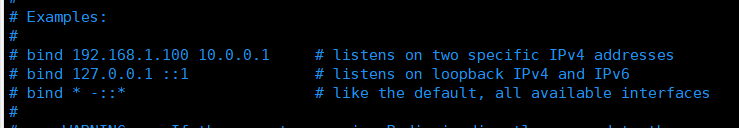 #
# Examples:
#
# bind 192.168.1.100 10.0.0.1     # listens on two specific IPv4 addresses
# bind 127.0.0.1 ::1              # listens on loopback IPv4 and IPv6
# bind * -::*                     # like the default, all available interfaces
#